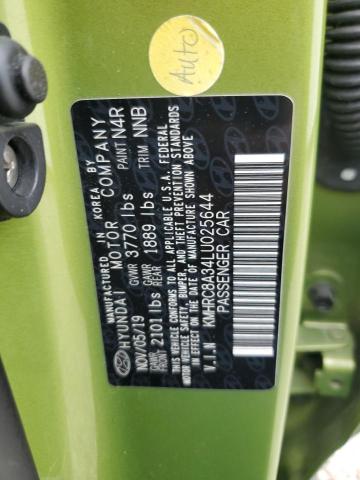 Auto
MANUFACTURED IN KOREA BY
HYUNDAI MOTOR COMPANY
NOV/05/19 GVWR 3770 lbs PAINT N4R
GAWR FRONT 2101 lbs GAWR REAR 1889 lbs TRIM NNB
THIS VEHICLE CONFORMS TO ALL APPLICABLE U.S.A. FEDERAL
MOTOR VEHICLE SAFETY, BUMPER, AND THEFT PREVENTION STANDARDS
IN EFFECT ON THE DATE OF MANUFACTURE SHOWN ABOVE.
V.I.N KMHRC8A34LU025644
PASSENGER CAR